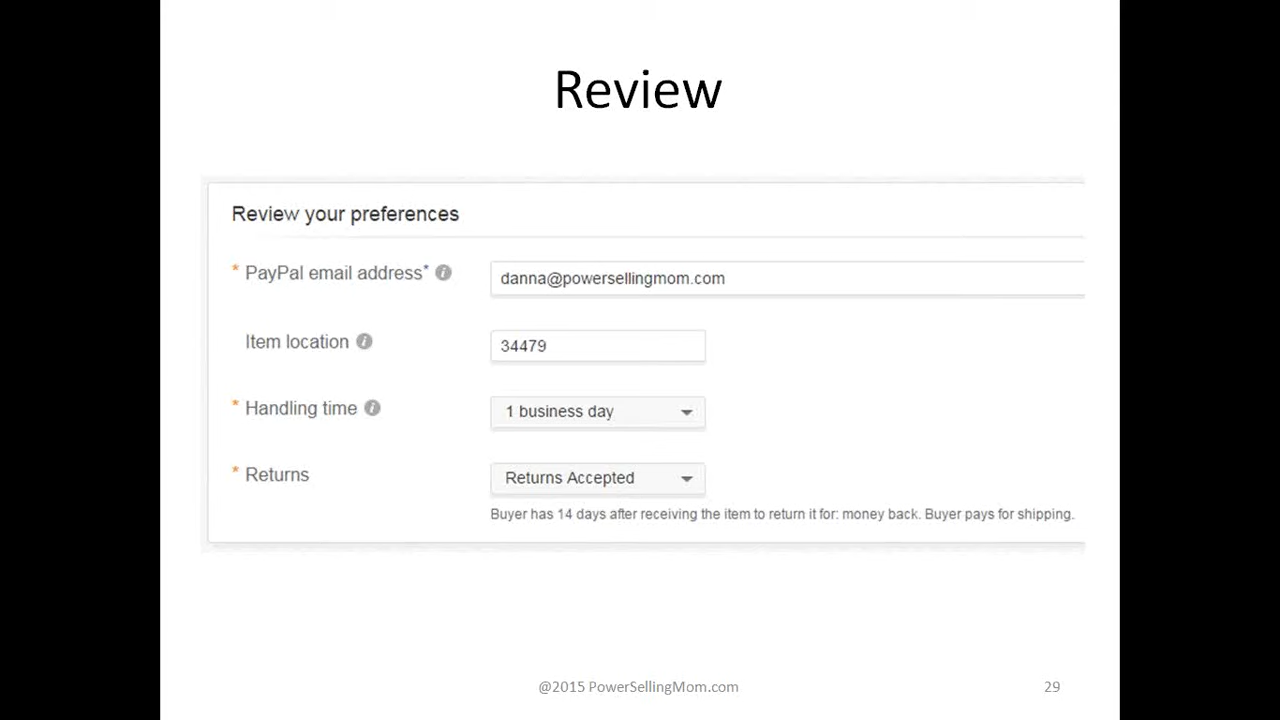 Review
Review your preferences
* PayPal email address*
danna@powersellingmom.com
Item location
34479
* Handling time
1 business day
* Returns
Returns Accepted
Buyer has 14 days after receiving the item to return it for: money back. Buyer pays for shipping.
@2015 PowerSellingMom.com
29